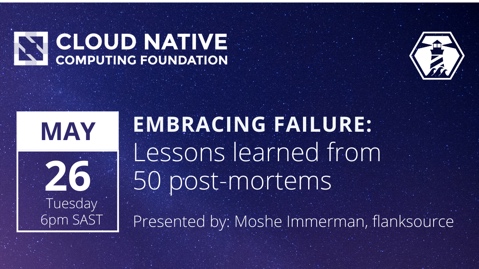 CLOUD NATIVE
COMPUTING FOUNDATION
MAY
26
Tuesday
6pm SAST
EMBRACING FAILURE:
Lessons learned from
50 post-mortems
Presented by: Moshe Immerman, flanksource